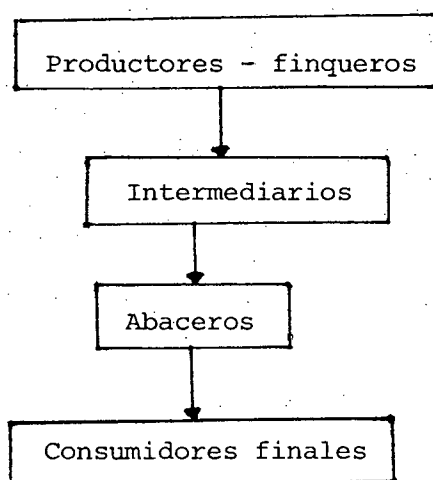 Productores - finqueros
Intermediarios
Abaceros
Consumidores finales